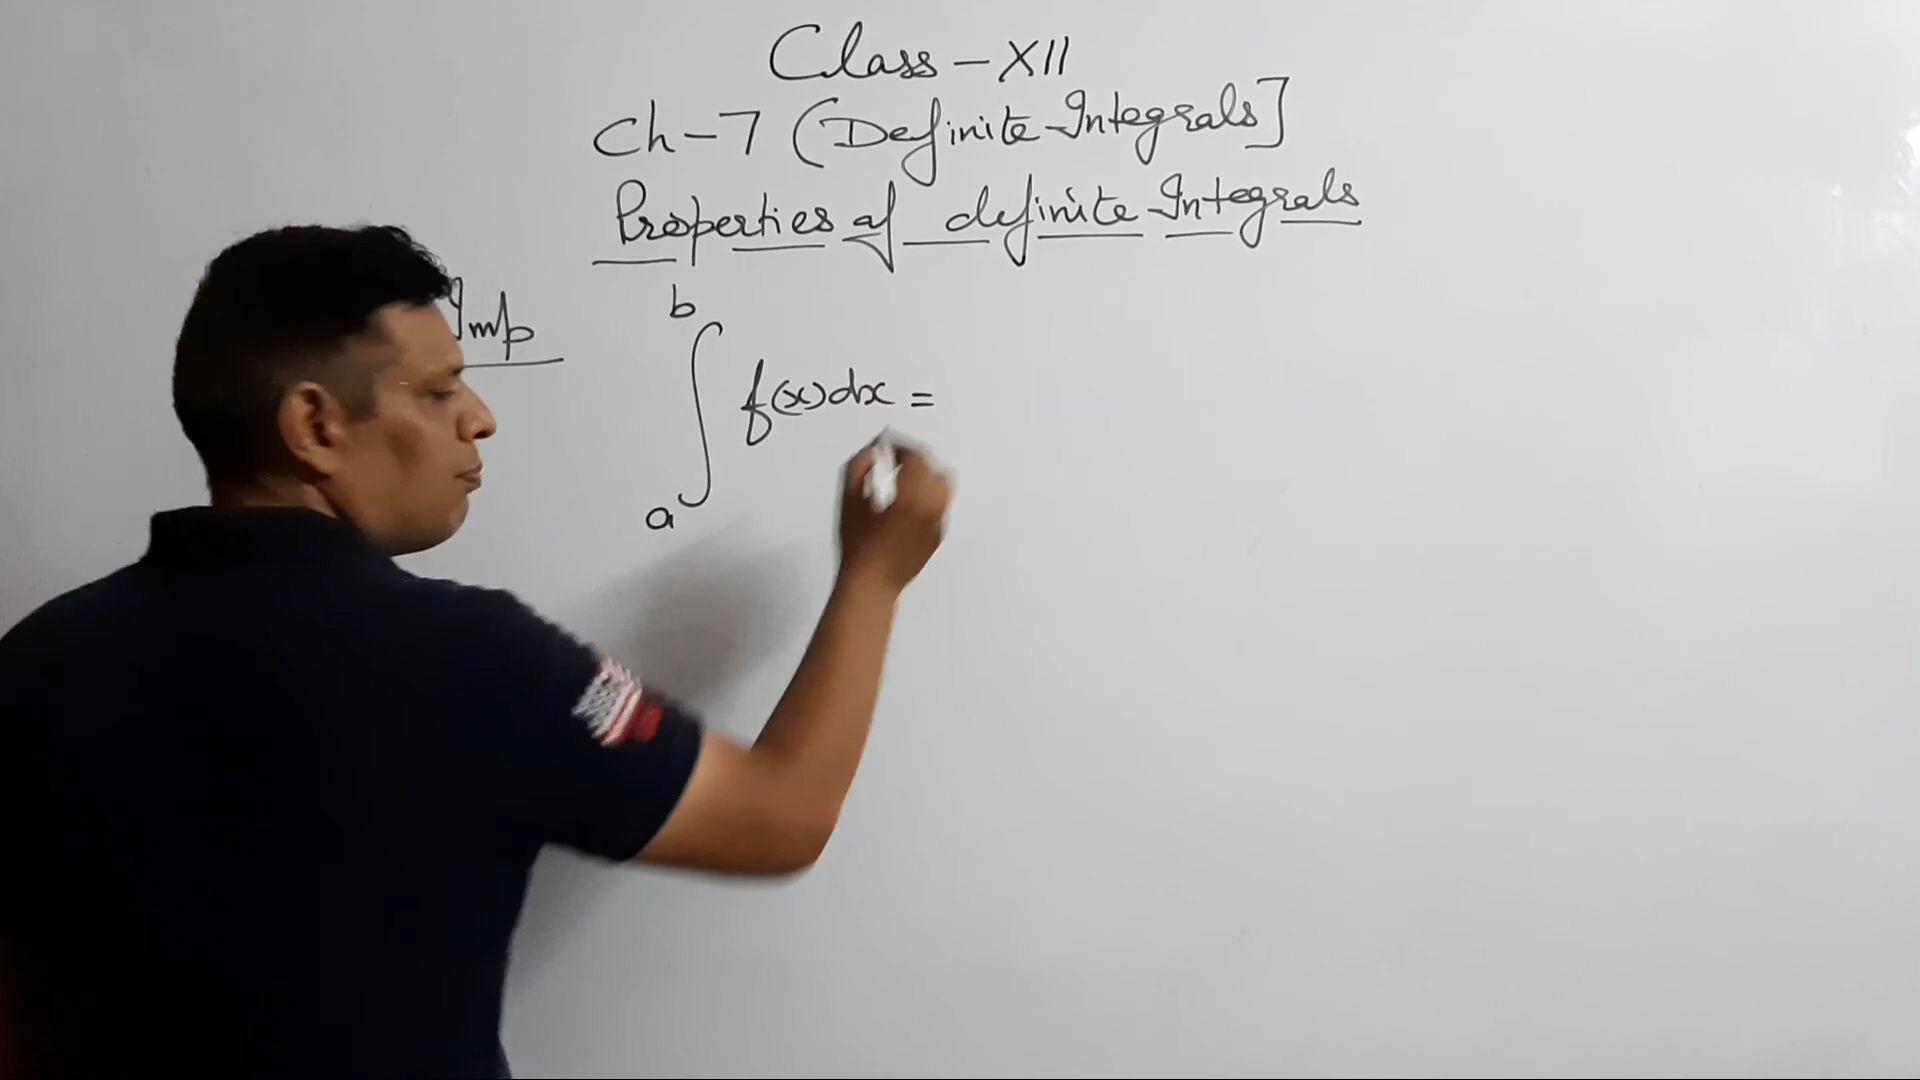 Class - XII
Ch-7 (Definite Integrals]
Properties of definite Integrals
Imp
b
∫ f(x) dx =
a